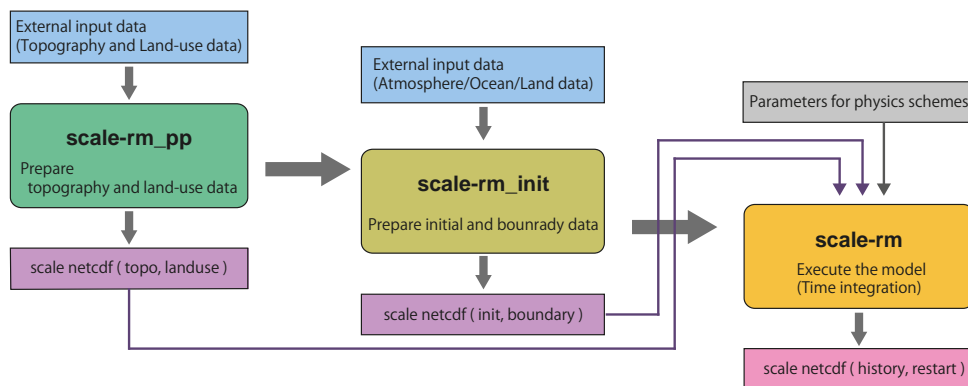 External input data
(Topography and Land-use data)
scale-rm_pp
Prepare
topography and land-use data
scale netcdf ( topo, landuse )
External input data
(Atmosphere/Ocean/Land data)
scale-rm_init
Prepare initial and bounrady data
scale netcdf ( init, boundary )
Parameters for physics schemes
scale-rm
Execute the model
(Time integration)
scale netcdf ( history, restart )